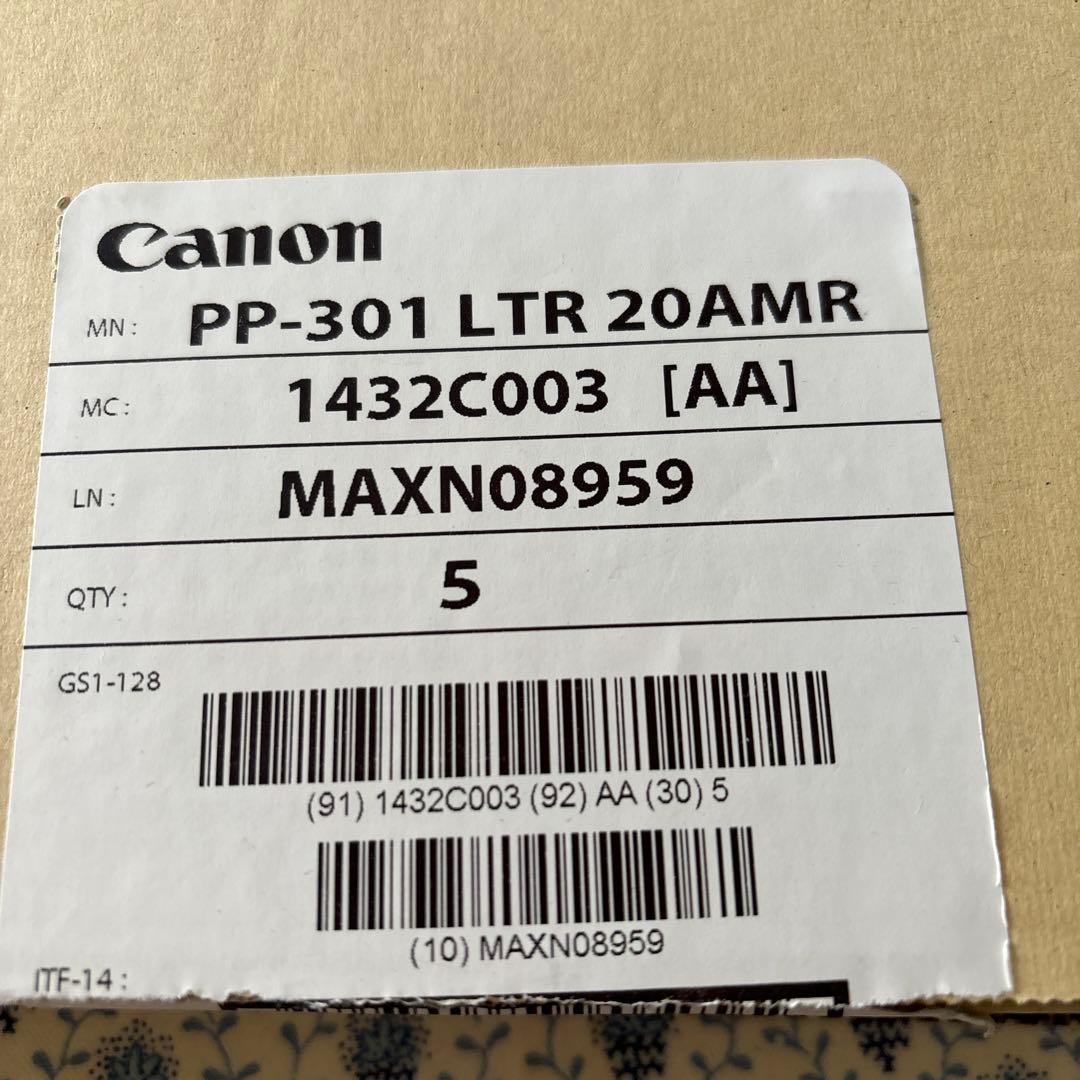 Canon
MN: PP-301 LTR 20AMR
MC: 1432C003 [AA]
LN: MAXN08959
QTY: 5
GS1-128
(91) 1432C003 (92) AA (30) 5
(10) MAXN08959
ITF-14: